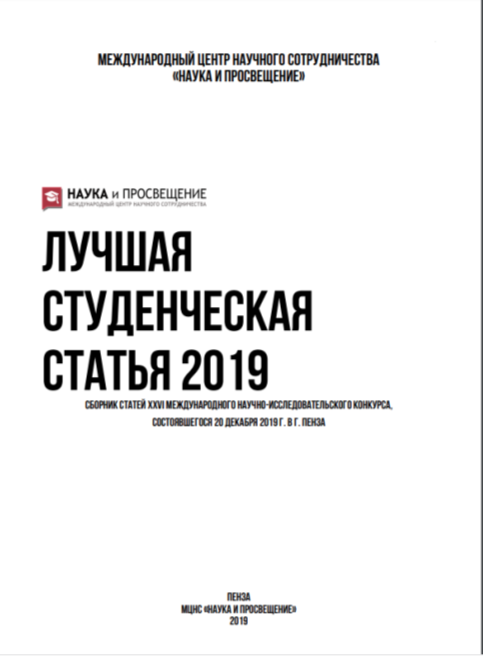 МЕЖДУНАРОДНЫЙ ЦЕНТР НАУЧНОГО СОТРУДНИЧЕСТВА
«НАУКА И ПРОСВЕЩЕНИЕ»
НАУКА и ПРОСВЕЩЕНИЕ
МЕЖДУНАРОДНЫЙ ЦЕНТР НАУЧНОГО СОТРУДНИЧЕСТВА
ЛУЧШАЯ
СТУДЕНЧЕСКАЯ
СТАТЬЯ 2019
СБОРНИК СТАТЕЙ XXVI МЕЖДУНАРОДНОГО НАУЧНО-ИССЛЕДОВАТЕЛЬСКОГО КОНКУРСА,
СОСТОЯВШЕГОСЯ 20 ДЕКАБРЯ 2019 Г. В Г. ПЕНЗА
ПЕНЗА
МЦНС «НАУКА И ПРОСВЕЩЕНИЕ»
2019